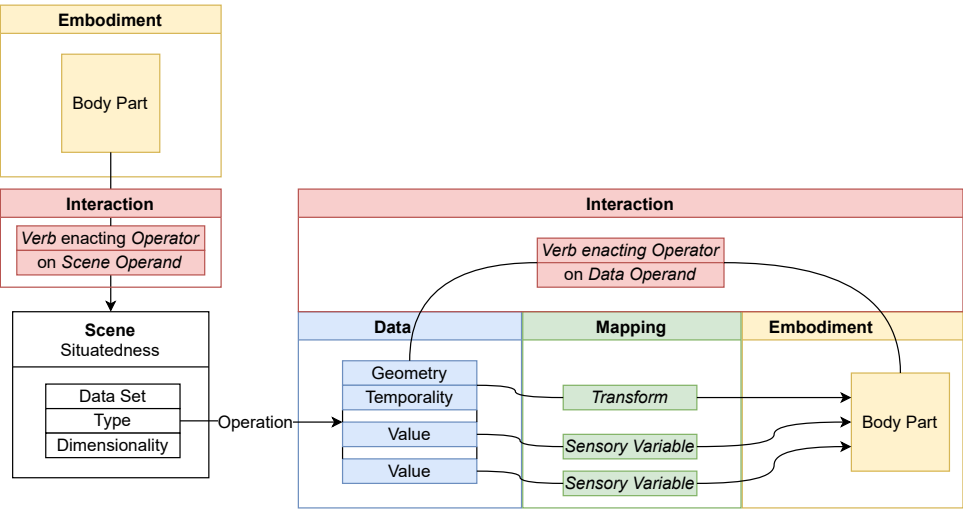 Embodiment
Body Part
Interaction
Verb enacting Operator
on Scene Operand
Scene
Situatedness
Data Set
Type
Dimensionality
Operation
Interaction
Verb enacting Operator
on Data Operand
Data
Mapping
Embodiment
Geometry
Temporality
Value
Value
Transform
Sensory Variable
Sensory Variable
Body Part